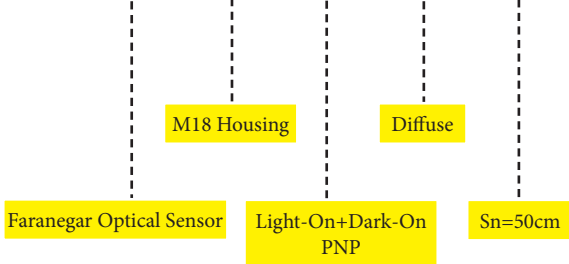 M18 Housing
Diffuse
Faranegar Optical Sensor
Light-On+Dark-On
PNP
Sn=50cm